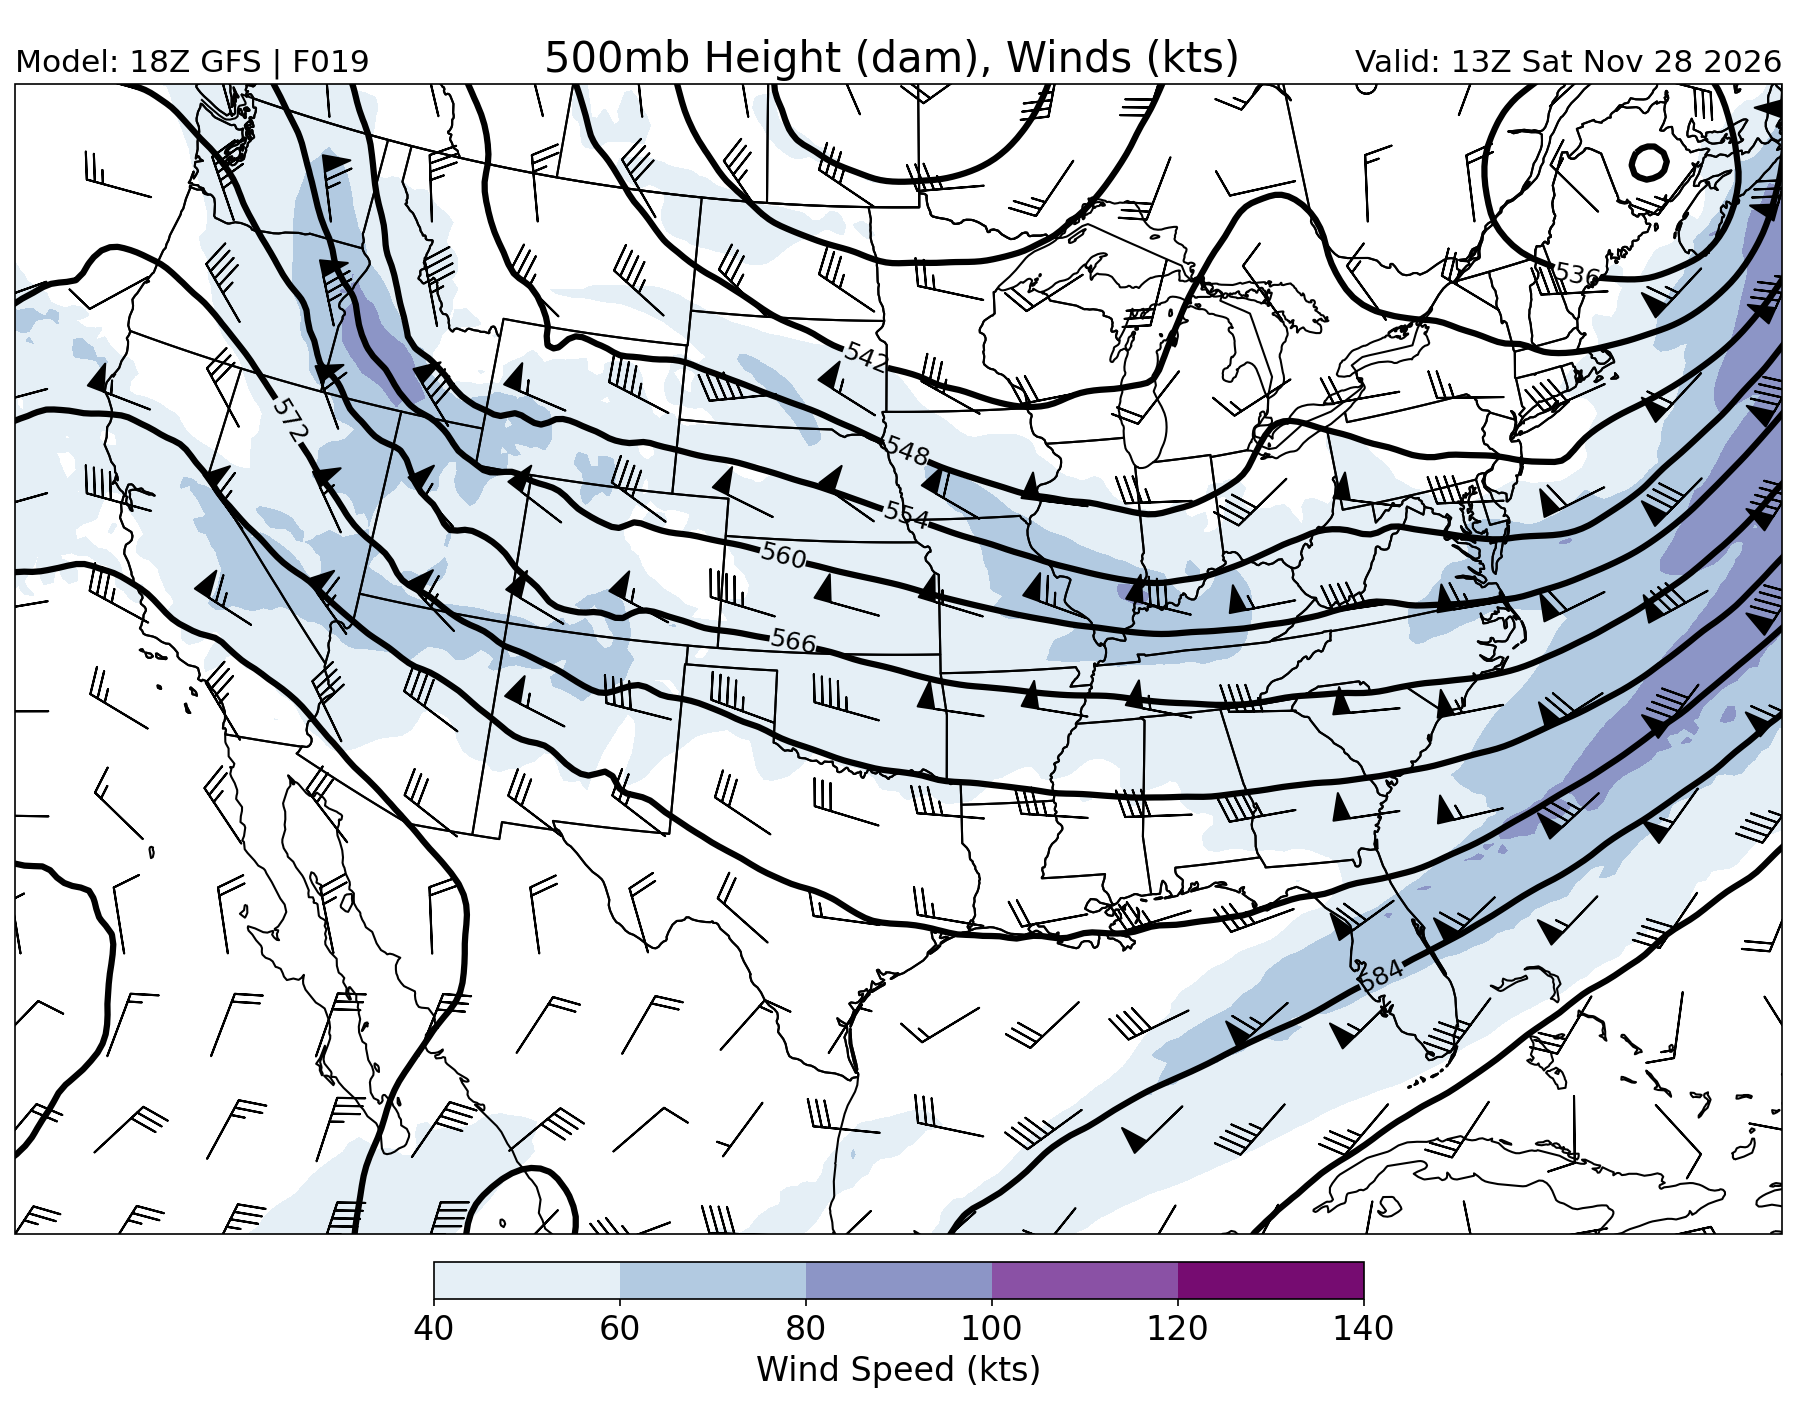 Model: 18Z GFS | F019
500mb Height (dam), Winds (kts)
Valid: 13Z Sat Nov 28 2026
536
542
572
548
554
560
566
584
40 60 80 100 120 140
Wind Speed (kts)